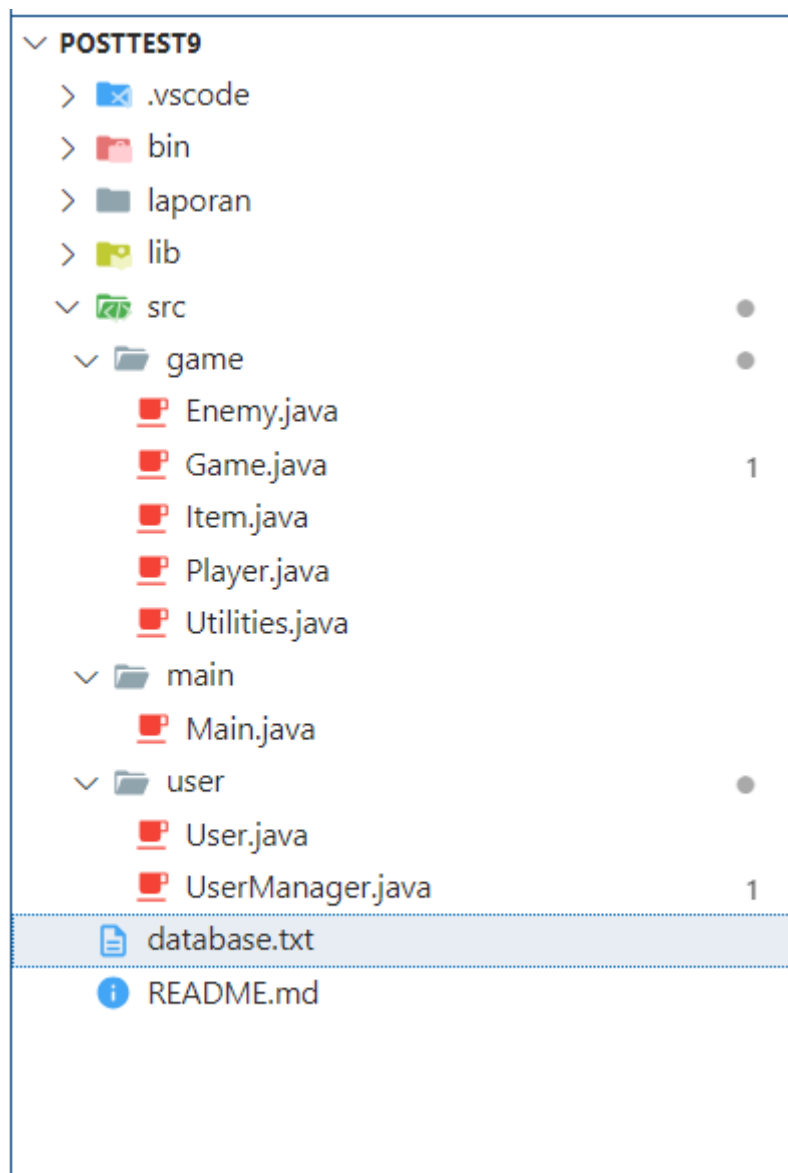 POSTTEST9
.vscode
bin
laporan
lib
src
game
Enemy.java
Game.java 1
Item.java
Player.java
Utilities.java
main
Main.java
user
User.java
UserManager.java 1
database.txt
README.md